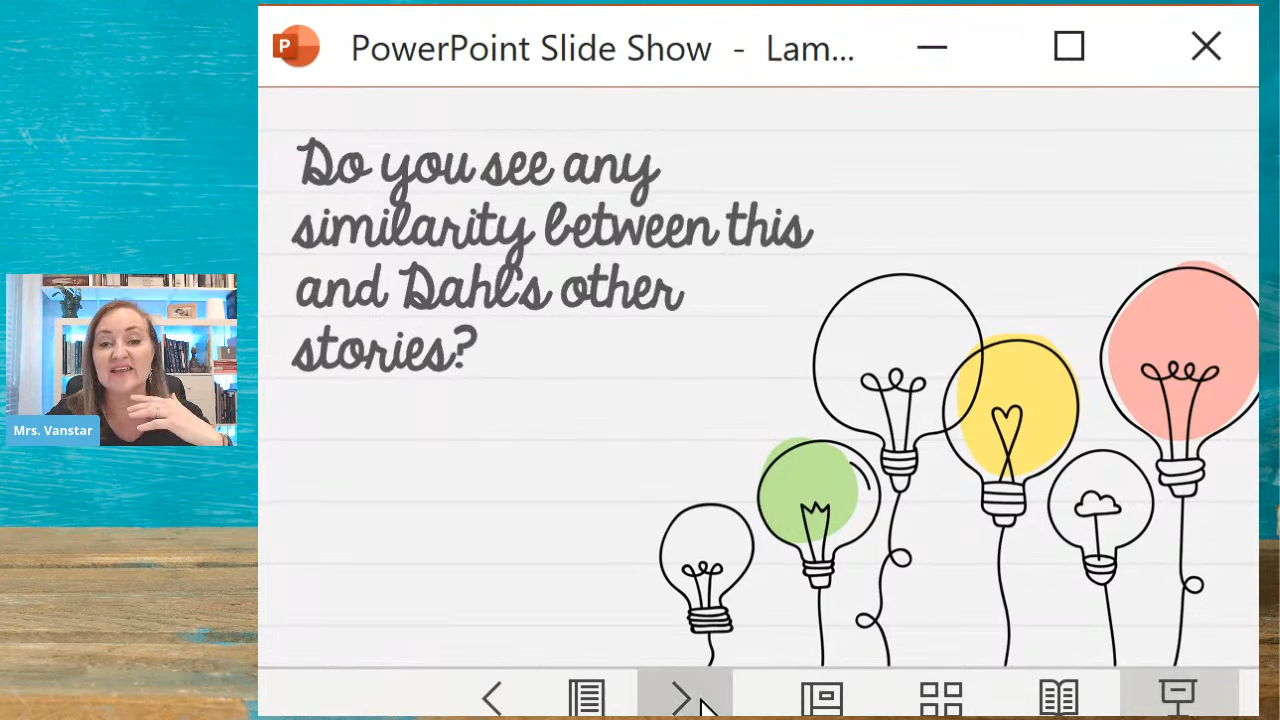 P PowerPoint Slide Show - Lam...
Do you see any
similarity between this
and Dahl's other
stories?
Mrs. Vanstar